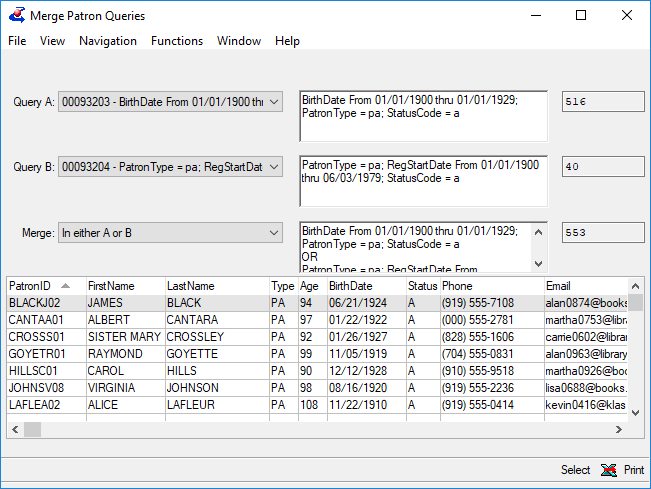 Merge Patron Queries
File View Navigation Functions Window Help
Query A: 00093203 - BirthDate From 01/01/1900 thr BirthDate From 01/01/1900 thru 01/01/1929; 516
PatronType = pa; StatusCode = a
Query B: 00093204 - PatronType = pa; RegStartDat PatronType = pa; RegStartDate From 01/01/1900 40
thru 06/03/1979; StatusCode = a
Merge: In either A or B BirthDate From 01/01/1900 thru 01/01/1929; 553
PatronType = pa; StatusCode = a
OR
PatronType = pa; RegStartDate From
PatronID FirstName LastName Type Age BirthDate Status Phone Email
BLACKJ02 JAMES BLACK PA 94 06/21/1924 A (919) 555-7108 alan0874@books.
CANTAA01 ALBERT CANTARA PA 97 01/22/1922 A (000) 555-2781 martha0753@libra
CROSSS01 SISTER MARY CROSSLEY PA 92 01/26/1927 A (828) 555-1606 carrie0602@library
GOYETR01 RAYMOND GOYETTE PA 99 11/05/1919 A (704) 555-0831 alan0963@library
HILLSC01 CAROL HILLS PA 90 12/12/1928 A (910) 555-9518 martha0926@book
JOHNSV08 VIRGINIA JOHNSON PA 98 08/16/1920 A (919) 555-2236 lisa0688@books.
LAFLEA02 ALICE LAFLEUR PA 108 11/22/1910 A (919) 555-0414 kevin0416@klas
Select Print